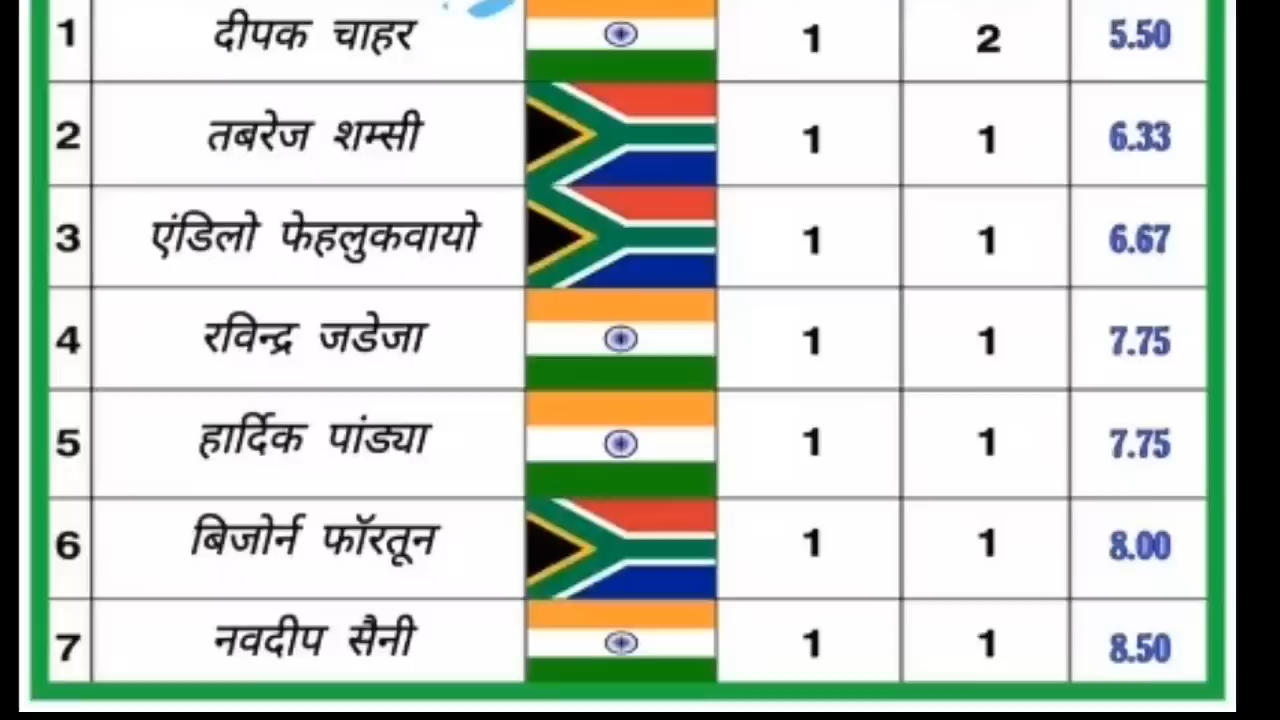 1 दीपक चाहर 1 2 5.50
2 तबरेज शम्सी 1 1 6.33
3 एंडिलो फेहलुकवायो 1 1 6.67
4 रविन्द्र जडेजा 1 1 7.75
5 हार्दिक पांड्या 1 1 7.75
6 बिजोर्न फॉरतून 1 1 8.00
7 नवदीप सैनी 1 1 8.50